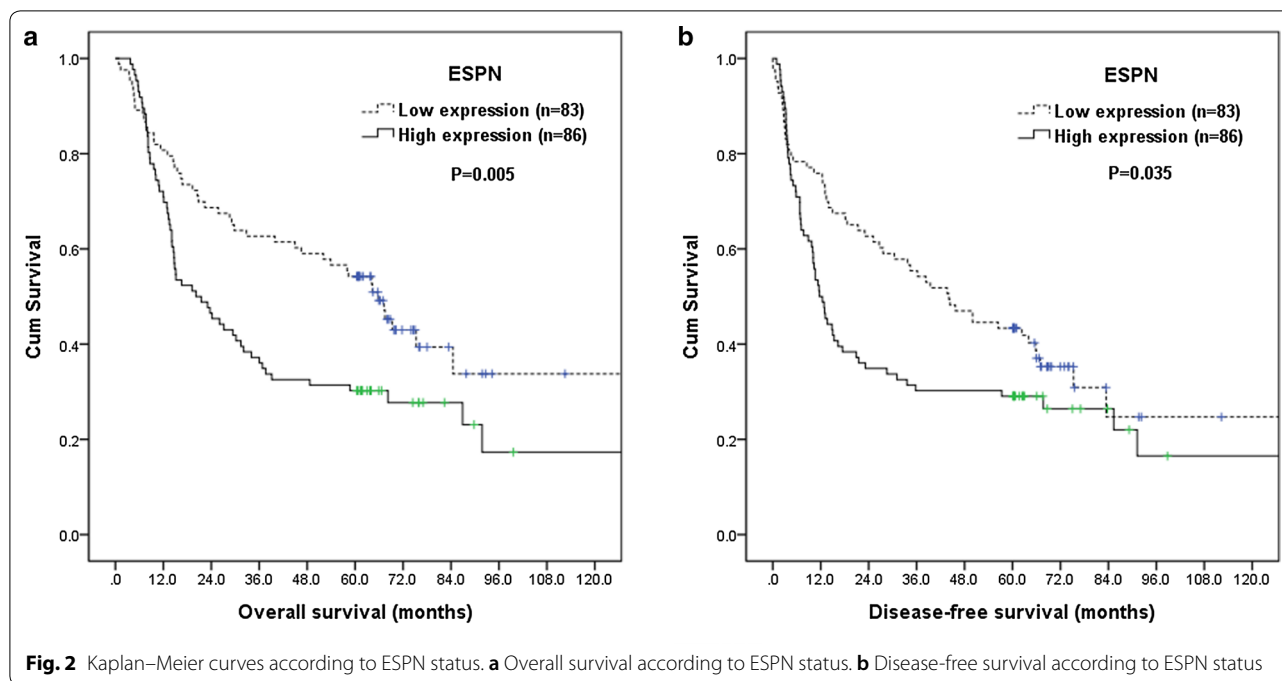 a
ESPN
Low expression (n=83)
High expression (n=86)
P=0.005
Cum Survival
1.0
0.8
0.6
0.4
0.2
0.0
.0 12.0 24.0 36.0 48.0 60.0 72.0 84.0 96.0 108.0 120.0
Overall survival (months)
b
ESPN
Low expression (n=83)
High expression (n=86)
P=0.035
Cum Survival
1.0
0.8
0.6
0.4
0.2
0.0
.0 12.0 24.0 36.0 48.0 60.0 72.0 84.0 96.0 108.0 120.0
Disease-free survival (months)
Fig. 2 Kaplan–Meier curves according to ESPN status. a Overall survival according to ESPN status. b Disease-free survival according to ESPN status